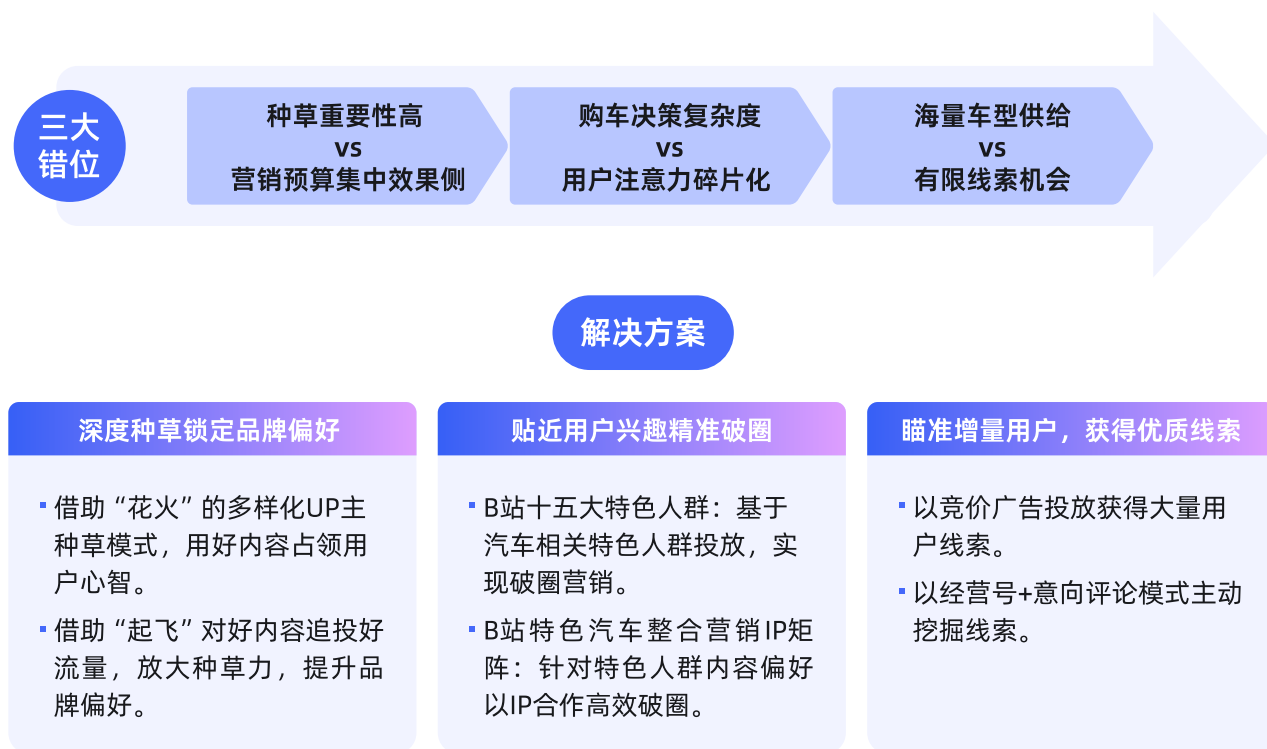 三大
错位
种草重要性高
vs
营销预算集中效果侧
购车决策复杂度
vs
用户注意力碎片化
海量车型供给
vs
有限线索机会
解决方案
深度种草锁定品牌偏好
借助“花火”的多样化UP主
种草模式，用好内容占领用
户心智。
借助“起飞”对好内容追投好
流量，放大种草力，提升品
牌偏好。
贴近用户兴趣精准破圈
B站十五大特色人群：基于
汽车相关特色人群投放，实
现破圈营销。
B站特色汽车整合营销IP矩
阵：针对特色人群内容偏好
以IP合作高效破圈。
瞄准增量用户，获得优质线索
以竞价广告投放获得大量用
户线索。
以经营号+意向评论模式主动
挖掘线索。